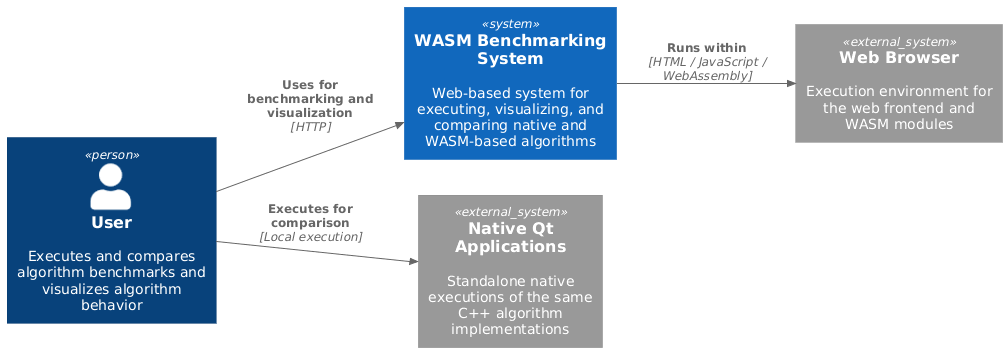 «system»
WASM Benchmarking
System
Web-based system for
executing, visualizing, and
comparing native and
WASM-based algorithms
«external_system»
Web Browser
Execution environment for
the web frontend and
WASM modules
Runs within
[HTML / JavaScript /
WebAssembly]
Uses for
benchmarking and
visualization
[HTTP]
«person»
User
Executes and compares
algorithm benchmarks and
visualizes algorithm
behavior
Executes for
comparison
[Local execution]
«external_system»
Native Qt
Applications
Standalone native
executions of the same
C++ algorithm
implementations